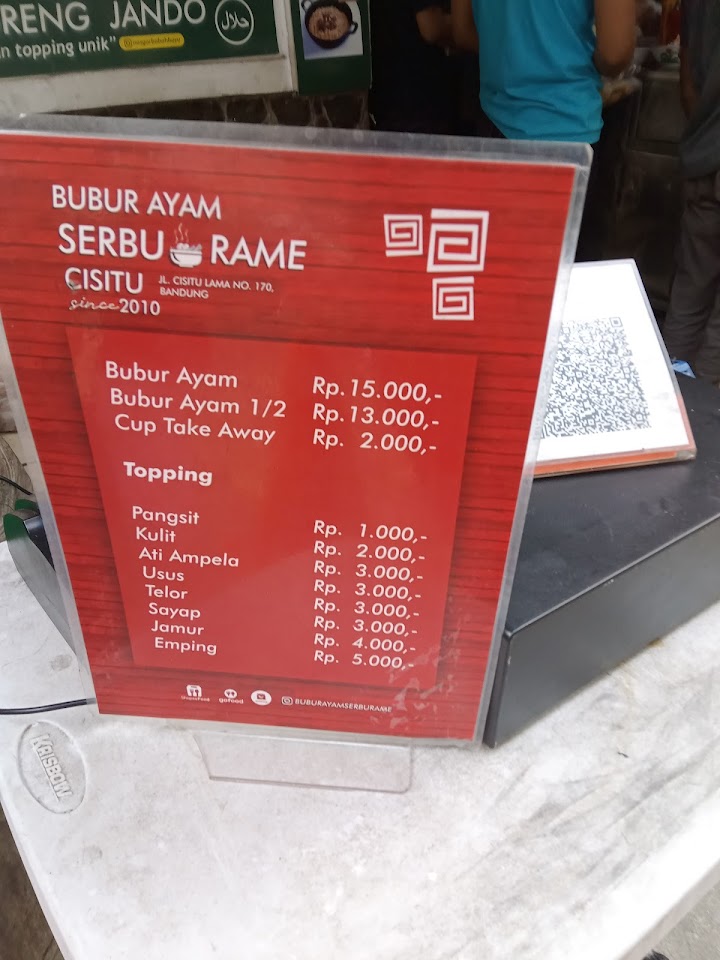 RENG JANDO
n topping unik"
حلال
BUBUR AYAM
SERBU RAME
CISITU
JL. CISITU LAMA NO. 170,
BANDUNG
since 2010
Bubur Ayam Rp. 15.000,-
Bubur Ayam 1/2 Rp. 13.000,-
Cup Take Away Rp. 2.000,-
Topping
Pangsit Rp. 1.000,-
Kulit Rp. 2.000,-
Ati Ampela Rp. 3.000,-
Usus Rp. 3.000,-
Telor Rp. 3.000,-
Sayap Rp. 3.000,-
Jamur Rp. 4.000,-
Emping Rp. 5.000,-
gofood
BUBURAYAMSERBURAME
KRISBOW